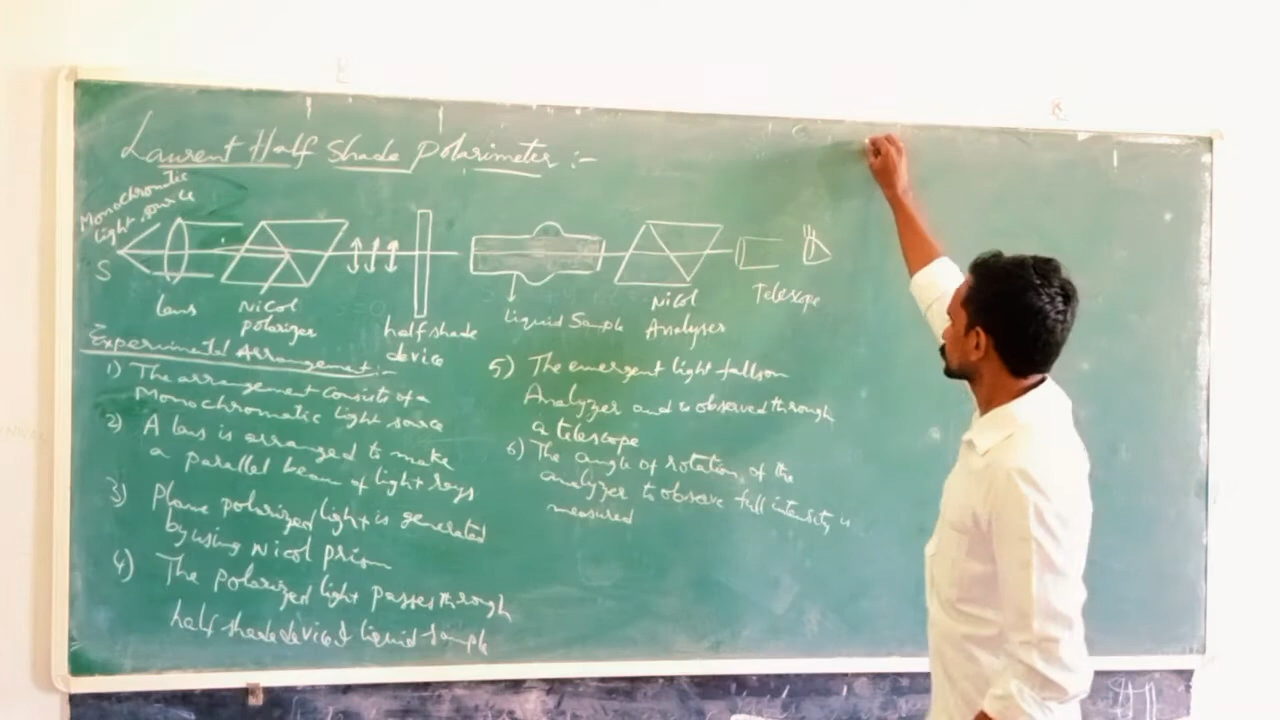 Laurent Half Shade Polarimeter :-
Monochromatic
light source
S
lens
Nicol
polarizer
half shade
device
liquid Sample
Nicol
Analyser
Telescope
Experimental Arrangement :-
1) The arrangement consists of a
Monochromatic light sorce
2) A lens is arranged to make
a parallel beam of light rays
3) Plane polarized light is generated
by using Nicol prism
4) The polarized light passes through
half shade device & liquid sample
5) The emergent light falls on
Analyzer and is observed through
a telescope
6) The angle of rotation of the
analyzer to observe full intensity is
measured